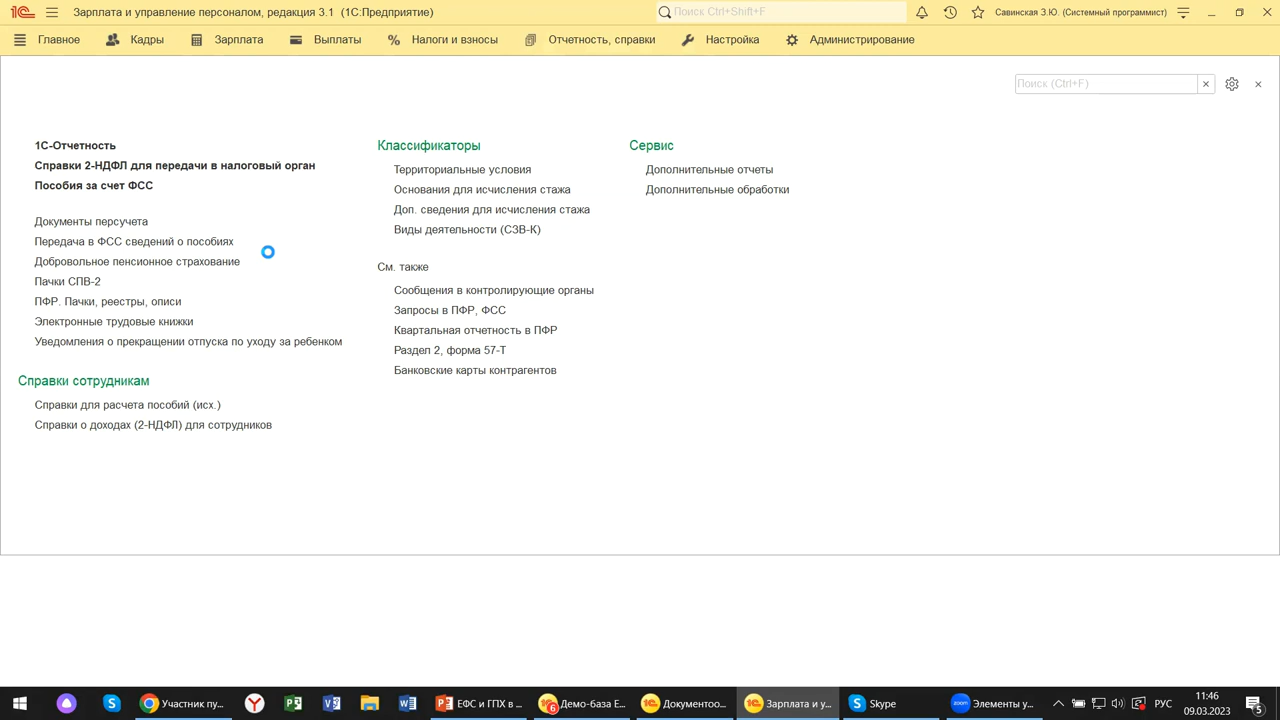 Зарплата и управление персоналом, редакция 3.1 (1С:Предприятие)
Поиск Ctrl+Shift+F
Савинская З.Ю. (Системный программист)
Главное
Кадры
Зарплата
Выплаты
Налоги и взносы
Отчетность, справки
Настройка
Администрирование
Поиск (Ctrl+F)
1С-Отчетность
Справки 2-НДФЛ для передачи в налоговый орган
Пособия за счет ФСС
Документы персучета
Передача в ФСС сведений о пособиях
Добровольное пенсионное страхование
Пачки СПВ-2
ПФР. Пачки, реестры, описи
Электронные трудовые книжки
Уведомления о прекращении отпуска по уходу за ребенком
Справки сотрудникам
Справки для расчета пособий (исх.)
Справки о доходах (2-НДФЛ) для сотрудников
Классификаторы
Территориальные условия
Основания для исчисления стажа
Доп. сведения для исчисления стажа
Виды деятельности (СЗВ-К)
См. также
Сообщения в контролирующие органы
Запросы в ПФР, ФСС
Квартальная отчетность в ПФР
Раздел 2, форма 57-Т
Банковские карты контрагентов
Сервис
Дополнительные отчеты
Дополнительные обработки
Участник пу...
ЕФС и ГПХ в ...
6
Демо-база Е...
Документоо...
Зарплата и у...
Skype
zoom
Элементы у...
РУС
11:46
09.03.2023
5